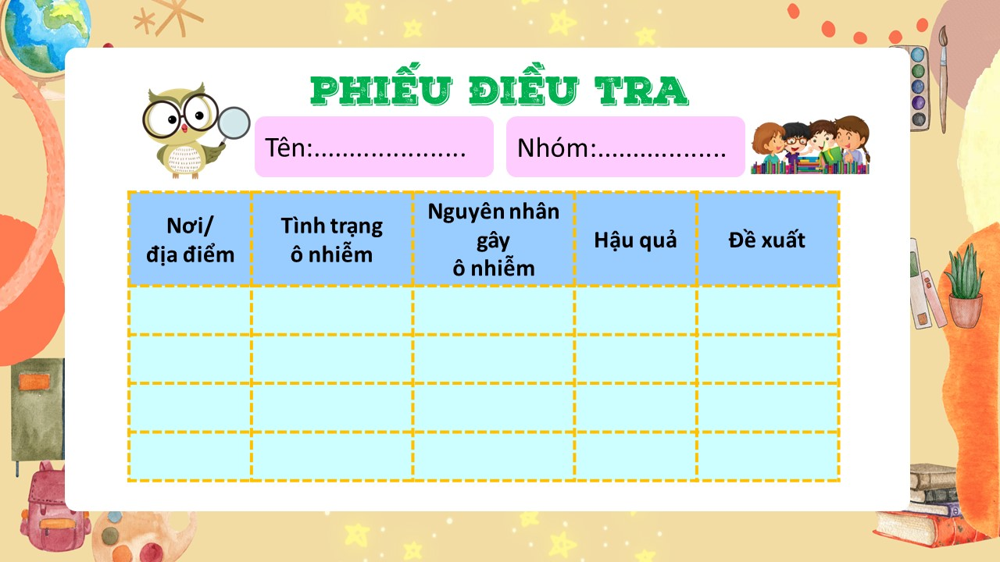 PHIẾU ĐIỀU TRA
Tên:......................
Nhóm:..................
Nơi/
địa điểm
Tình trạng
ô nhiễm
Nguyên nhân
gây
ô nhiễm
Hậu quả
Đề xuất